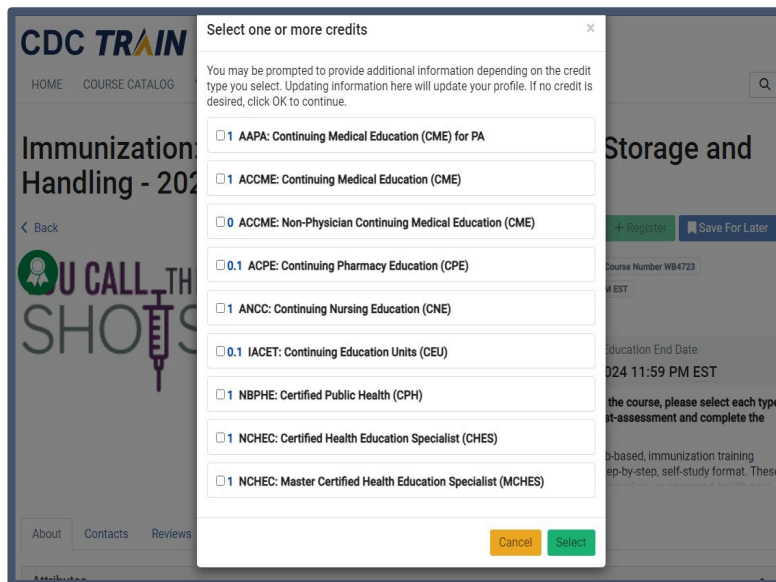 CDC TRAIN
HOME COURSE CATALOG
Immunization: Storage and
Handling - 202
Back
+ Register Save For Later
YOU CALL TH
SHOTS
Course Number WB4723
M EST
Education End Date
024 11:59 PM EST
the course, please select each type
st-assessment and complete the
b-based, immunization training
ep-by-step, self-study format. These
About Contacts Reviews
Attributes
Select one or more credits ×
You may be prompted to provide additional information depending on the credit
type you select. Updating information here will update your profile. If no credit is
desired, click OK to continue.
1 AAPA: Continuing Medical Education (CME) for PA
1 ACCME: Continuing Medical Education (CME)
0 ACCME: Non-Physician Continuing Medical Education (CME)
0.1 ACPE: Continuing Pharmacy Education (CPE)
1 ANCC: Continuing Nursing Education (CNE)
0.1 IACET: Continuing Education Units (CEU)
1 NBPHE: Certified Public Health (CPH)
1 NCHEC: Certified Health Education Specialist (CHES)
1 NCHEC: Master Certified Health Education Specialist (MCHES)
Cancel Select